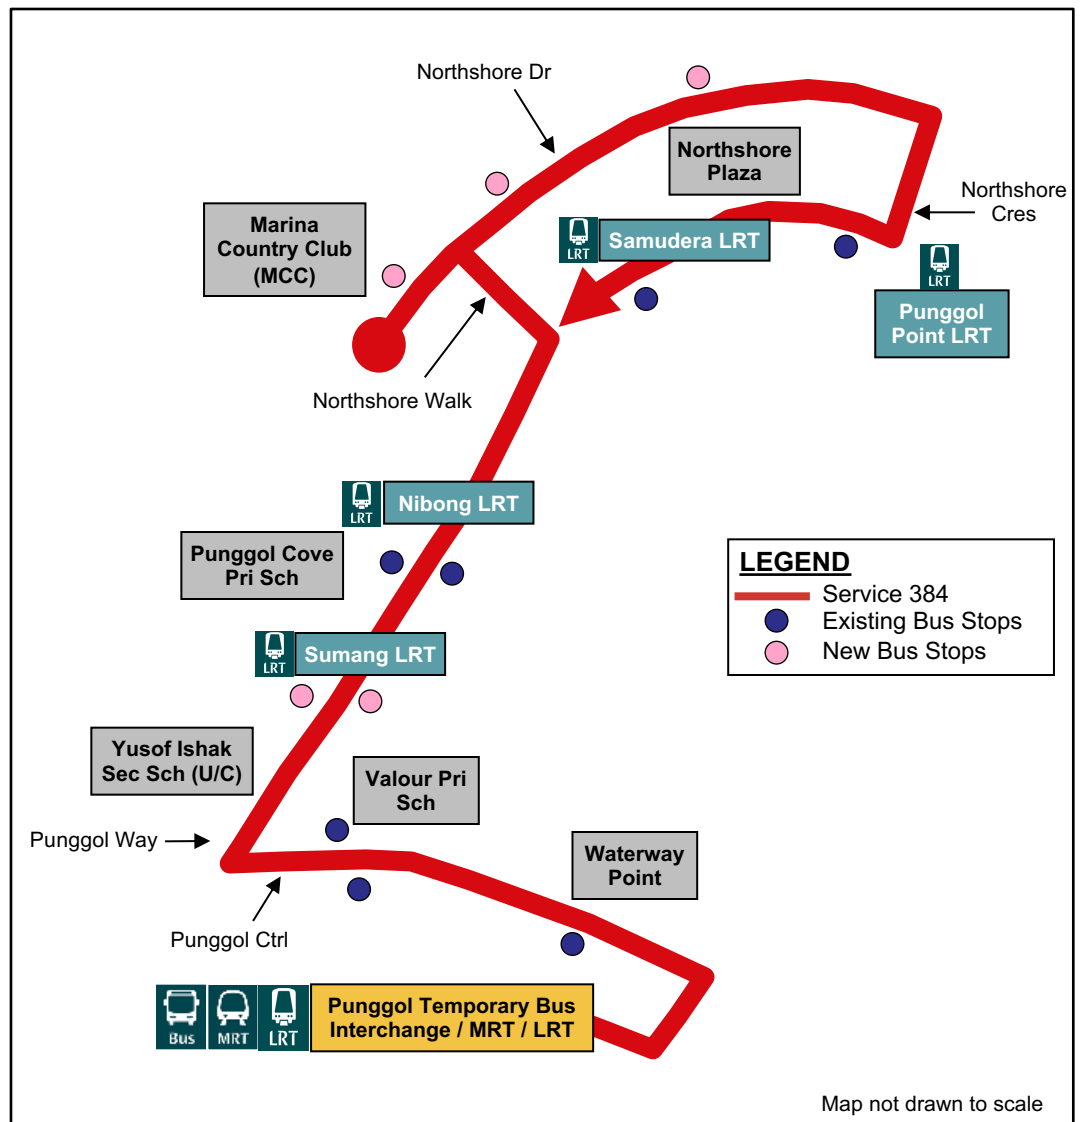 Northshore Dr
Northshore
Plaza
Northshore
Cres
Marina
Country Club
(MCC)
LRT
Samudera LRT
LRT
Punggol
Point LRT
Northshore Walk
LRT
Nibong LRT
Punggol Cove
Pri Sch
LEGEND
Service 384
Existing Bus Stops
New Bus Stops
LRT
Sumang LRT
Yusof Ishak
Sec Sch (U/C)
Valour Pri
Sch
Punggol Way
Waterway
Point
Punggol Ctrl
Bus
MRT
LRT
Punggol Temporary Bus
Interchange / MRT / LRT
Map not drawn to scale